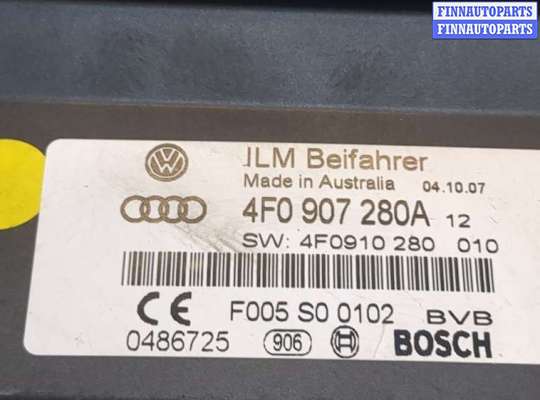 FINNAUTOPARTS
FINNAUTOPARTS
ILM Beifahrer
Made in Australia 04.10.07
4F0 907 280A 12
SW: 4F0910 280 010
CE F005 S0 0102 BVB
0486725 906 BOSCH